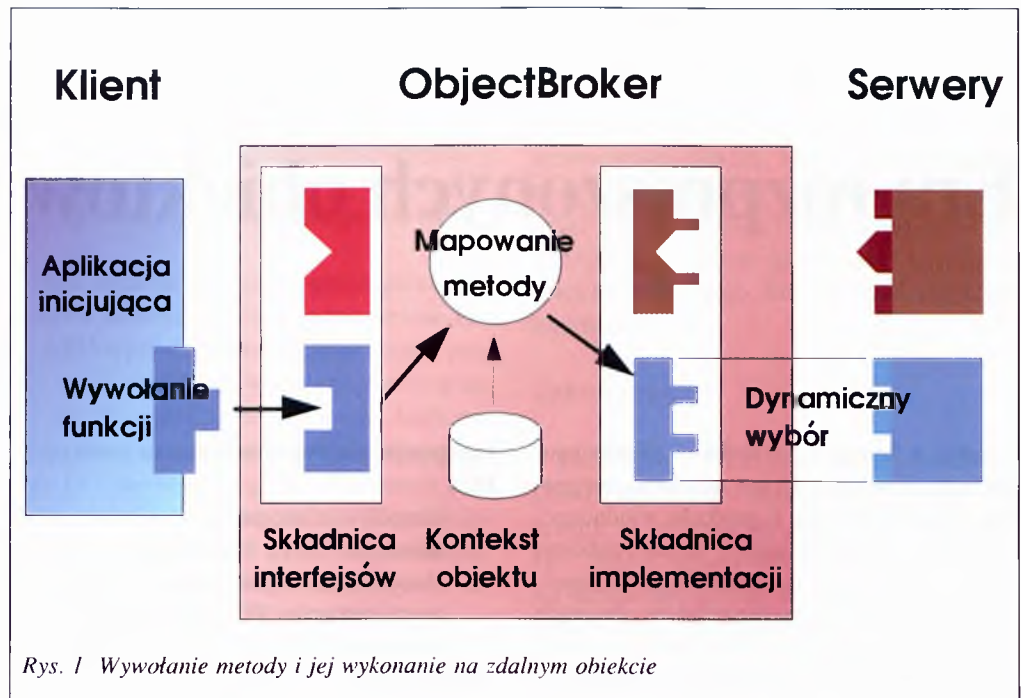 Klient
ObjectBroker
Serwery
Aplikacja
inicjująca
Wywołanie
funkcji
Mapowanie
metody
Dynamiczny
wybór
Składnica
interfejsów
Kontekst
obiektu
Składnica
implementacji
Rys. 1 Wywołanie metody i jej wykonanie na zdalnym obiekcie